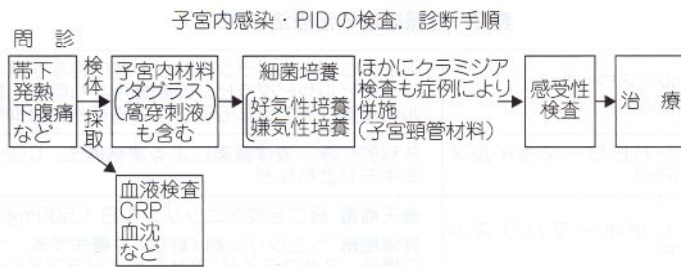 子宮内感染・PIDの検査，診断手順
問診
帯下
発熱
下腹痛
など
検体採取
子宮内材料
(ダグラス
窩穿刺液)
も含む
細菌培養
好気性培養
嫌気性培養
ほかにクラミジア
検査も症例により
併施
(子宮頸管材料)
感受性
検査
治療
血液検査
CRP
血沈
など